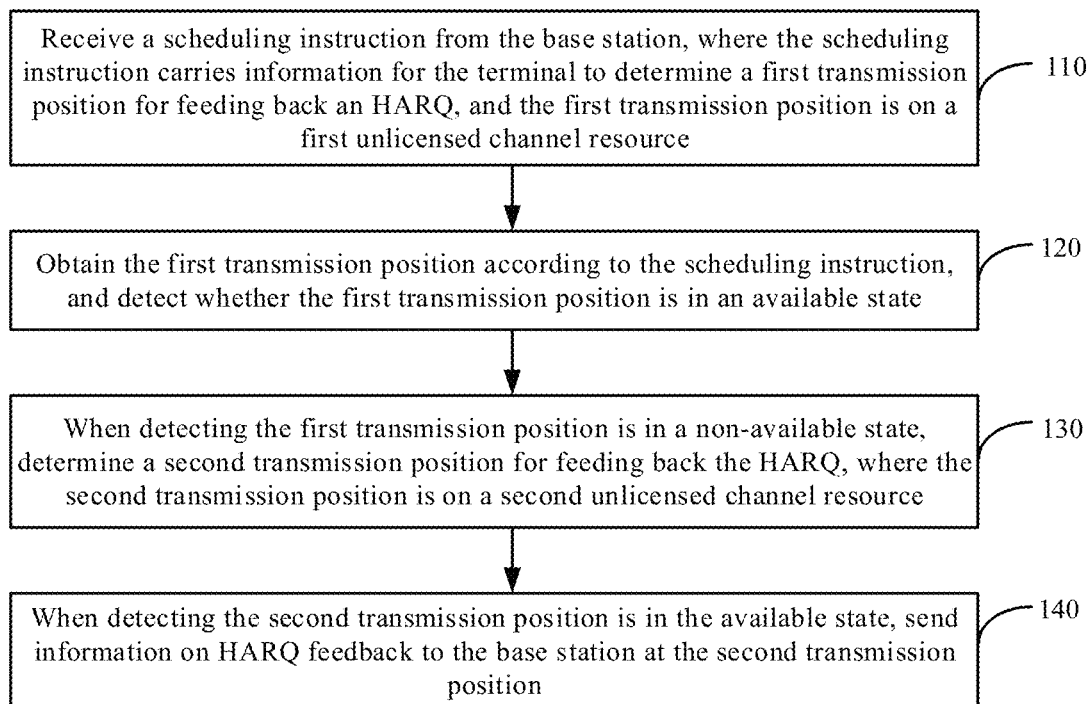 Receive a scheduling instruction from the base station, where the scheduling
instruction carries information for the terminal to determine a first transmission
position for feeding back an HARQ, and the first transmission position is on a
first unlicensed channel resource
110
Obtain the first transmission position according to the scheduling instruction,
and detect whether the first transmission position is in an available state
120
When detecting the first transmission position is in a non-available state,
determine a second transmission position for feeding back the HARQ, where the
second transmission position is on a second unlicensed channel resource
130
When detecting the second transmission position is in the available state, send
information on HARQ feedback to the base station at the second transmission
position
140